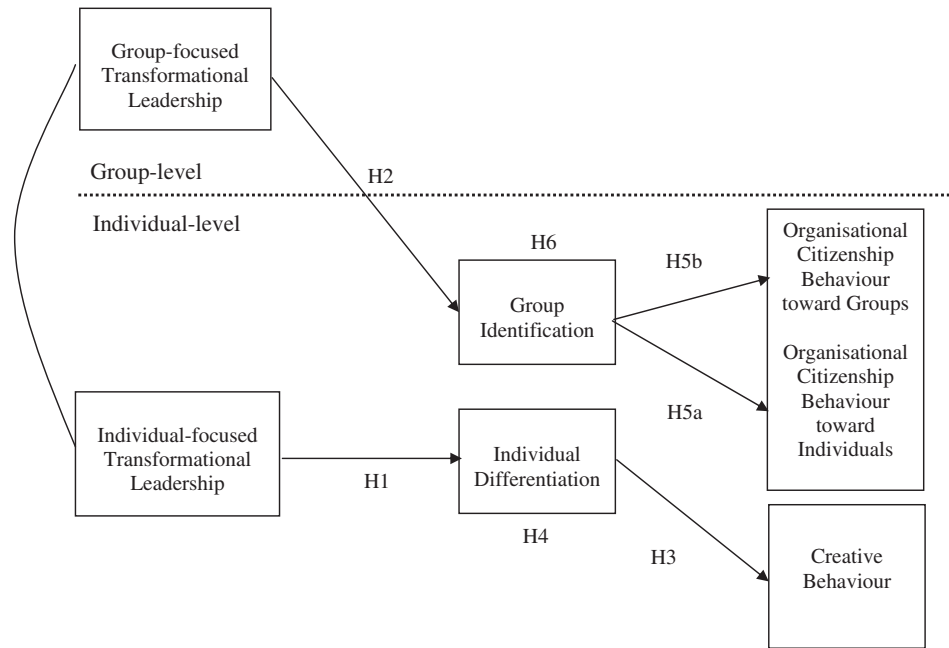 Group-focused
Transformational
Leadership
Group-level
H2
Individual-level
H6
Group
Identification
H5b
H5a
Organisational
Citizenship
Behaviour
toward Groups
Organisational
Citizenship
Behaviour
toward
Individuals
Individual-focused
Transformational
Leadership
H1
Individual
Differentiation
H4
H3
Creative
Behaviour